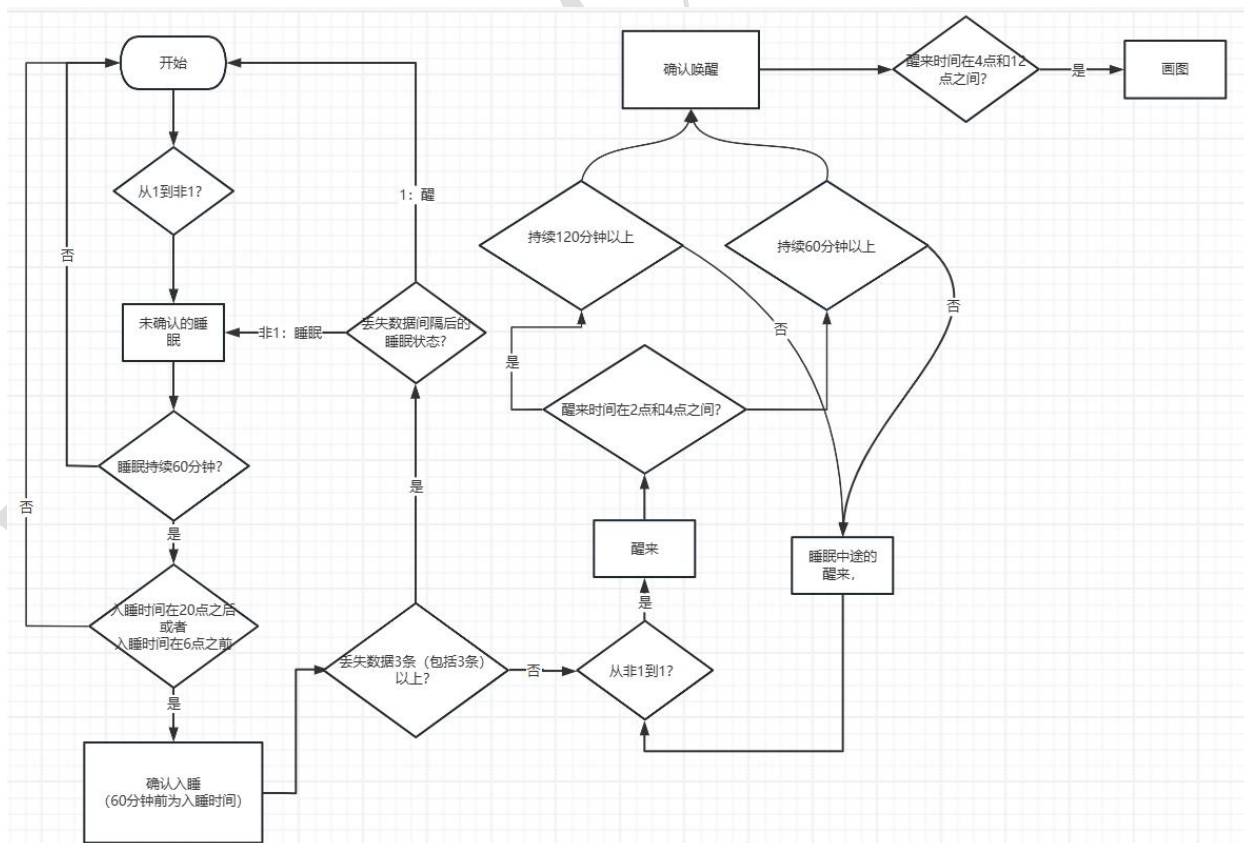 开始
从1到非1?
未确认的睡
眠
睡眠持续60分钟?
否
是
入睡时间在20点之后
或者
入睡时间在6点之前
否
是
确认入睡
（60分钟前为入睡时间）
1：醒
丢失数据间隔后的
睡眠状态?
非1：睡眠
是
丢失数据3条（包括3条）
以上?
否
从非1到1?
是
醒来
醒来时间在2点和4点之间?
是
持续120分钟以上
否
持续60分钟以上
否
睡眠中途的
醒来，
确认唤醒
醒来时间在4点和12
点之间?
是
画图